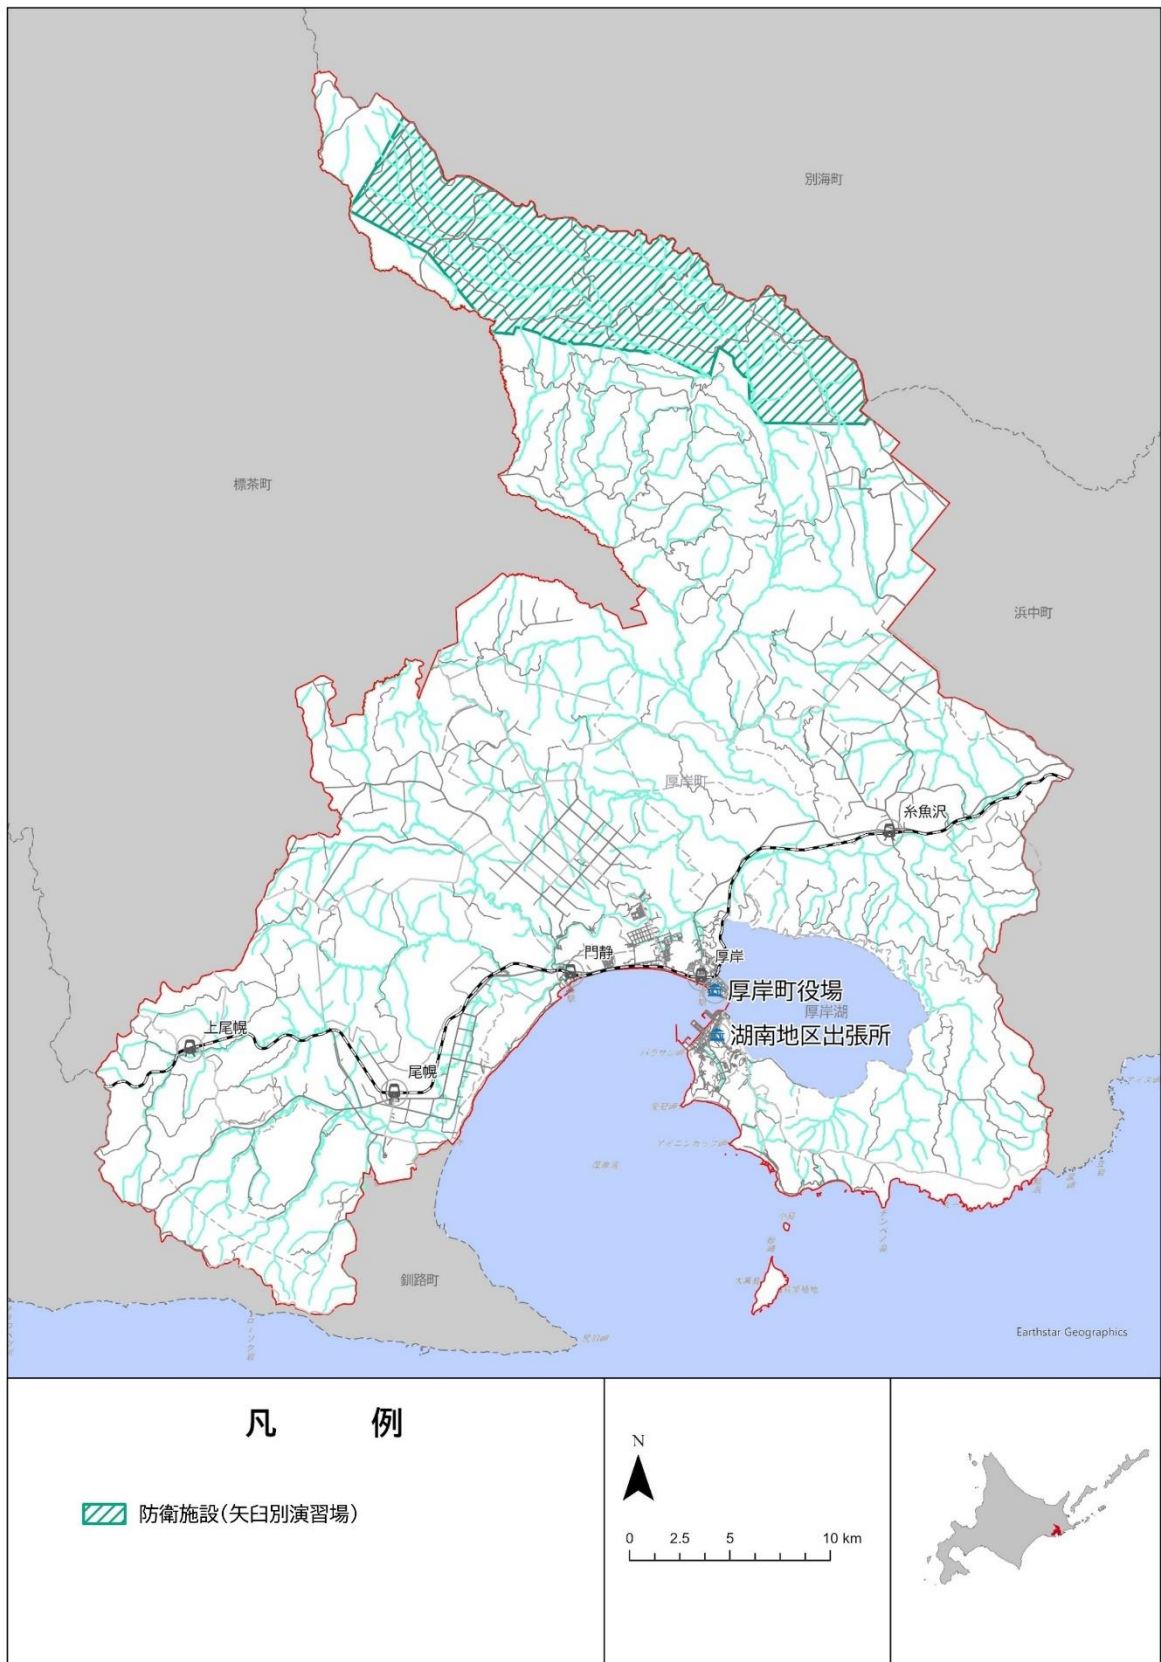 別海町
標茶町
浜中町
厚岸町
糸魚沢
門静
厚岸
厚岸町役場
厚岸湖
上尾幌
湖南地区出張所
尾幌
釧路町
Earthstar Geographics
凡 例
防衛施設(矢臼別演習場)
N
0 2.5 5 10 km